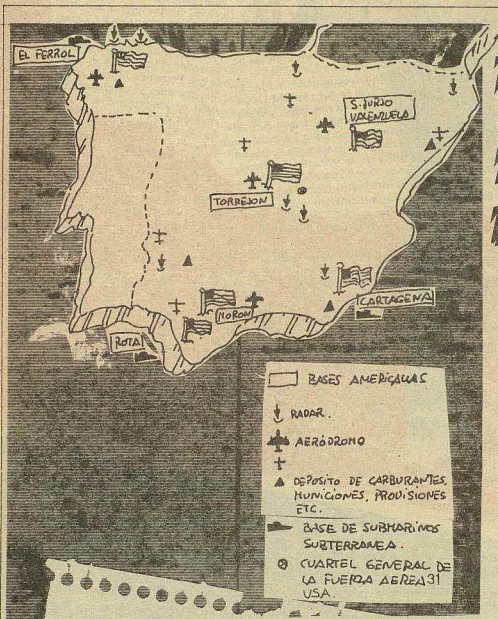 EL FERROL
S. JURJO
VALENZUELA
TORREJON
CARTAGENA
MORON
ROTA
BASES AMERICANAS
RADAR.
AERÓDROMO
DEPOSITO DE CARBURANTES,
MUNICIONES, PROVISIONES
ETC.
BASE DE SUBMARINOS
SUBTERRANEA.
CUARTEL GENERAL DE
LA FUERZA AEREA 31
USA.